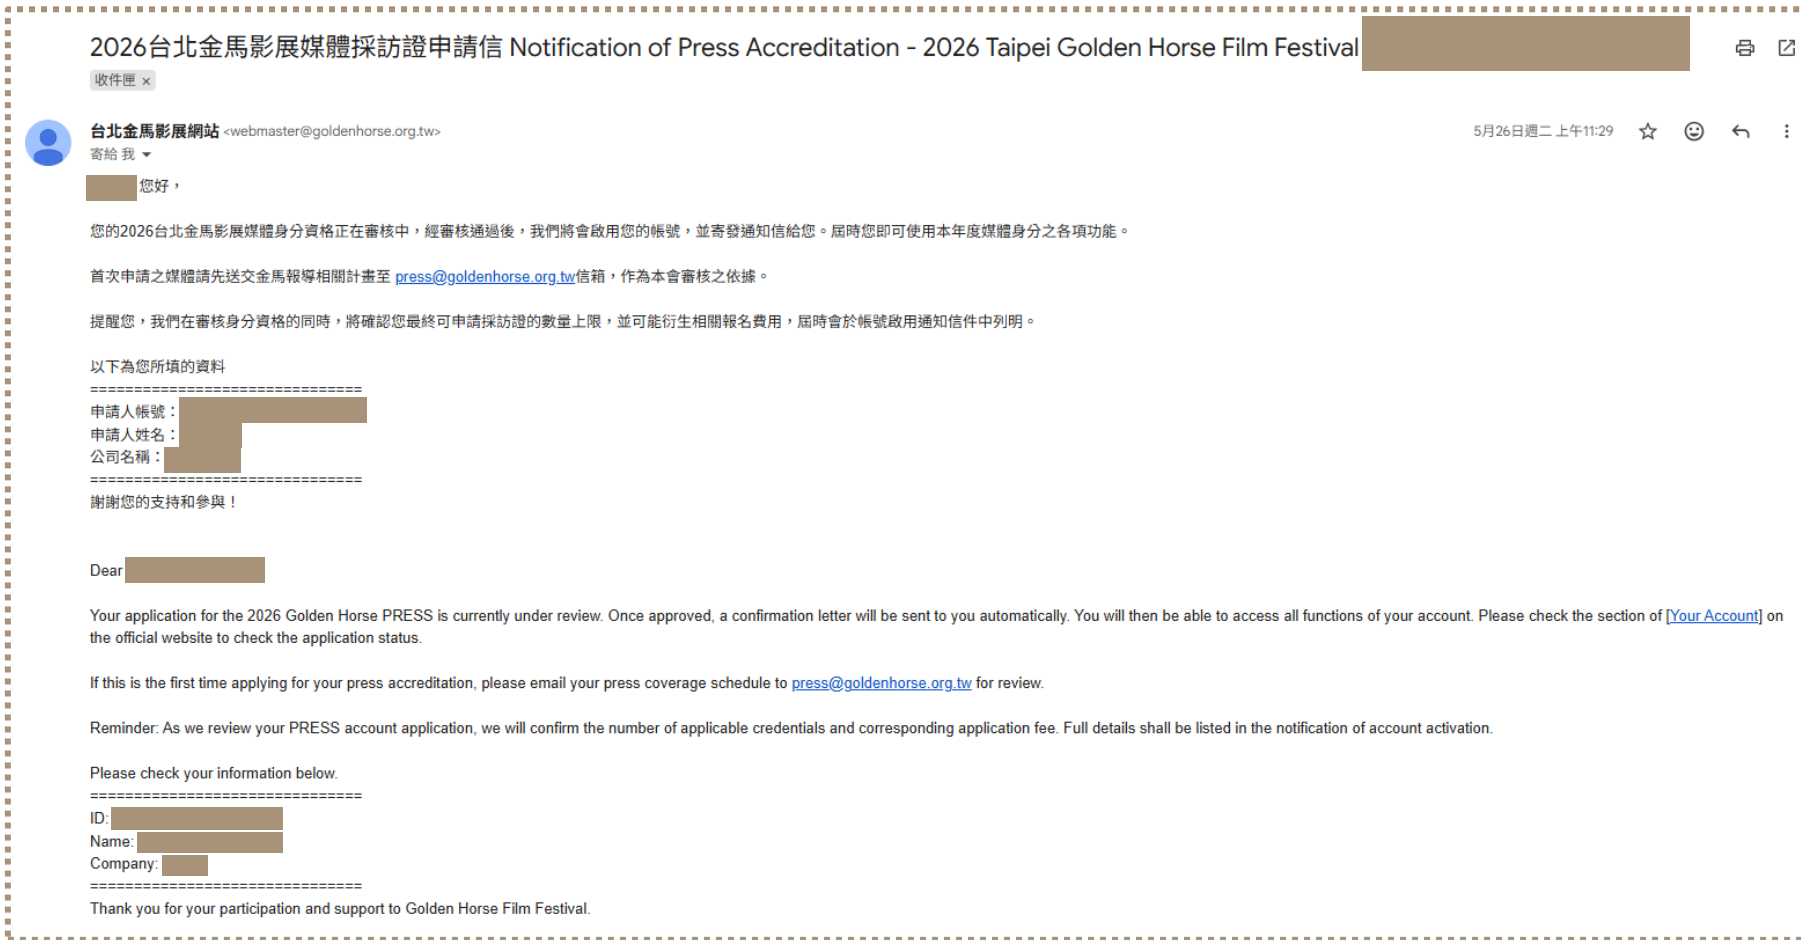 2026台北金馬影展媒體採訪證申請信 Notification of Press Accreditation - 2026 Taipei Golden Horse Film Festival
收件匣 ×
台北金馬影展網站 <webmaster@goldenhorse.org.tw>
5月26日週二 上午11:29
寄給 我
您好，
您的2026台北金馬影展媒體身分資格正在審核中，經審核通過後，我們將會啟用您的帳號，並寄發通知信給您。屆時您即可使用本年度媒體身分之各項功能。
首次申請之媒體請先送交金馬報導相關計畫至 press@goldenhorse.org.tw信箱，作為本會審核之依據。
提醒您，我們在審核身分資格的同時，將確認您最終可申請採訪證的數量上限，並可能衍生相關報名費用，屆時會於帳號啟用通知信件中列明。
以下為您所填的資料
==============================
申請人帳號：
申請人姓名：
公司名稱：
==============================
謝謝您的支持和參與！
Dear
Your application for the 2026 Golden Horse PRESS is currently under review. Once approved, a confirmation letter will be sent to you automatically. You will then be able to access all functions of your account. Please check the section of [Your Account] on
the official website to check the application status.
If this is the first time applying for your press accreditation, please email your press coverage schedule to press@goldenhorse.org.tw for review.
Reminder: As we review your PRESS account application, we will confirm the number of applicable credentials and corresponding application fee. Full details shall be listed in the notification of account activation.
Please check your information below.
==============================
ID:
Name:
Company:
==============================
Thank you for your participation and support to Golden Horse Film Festival.